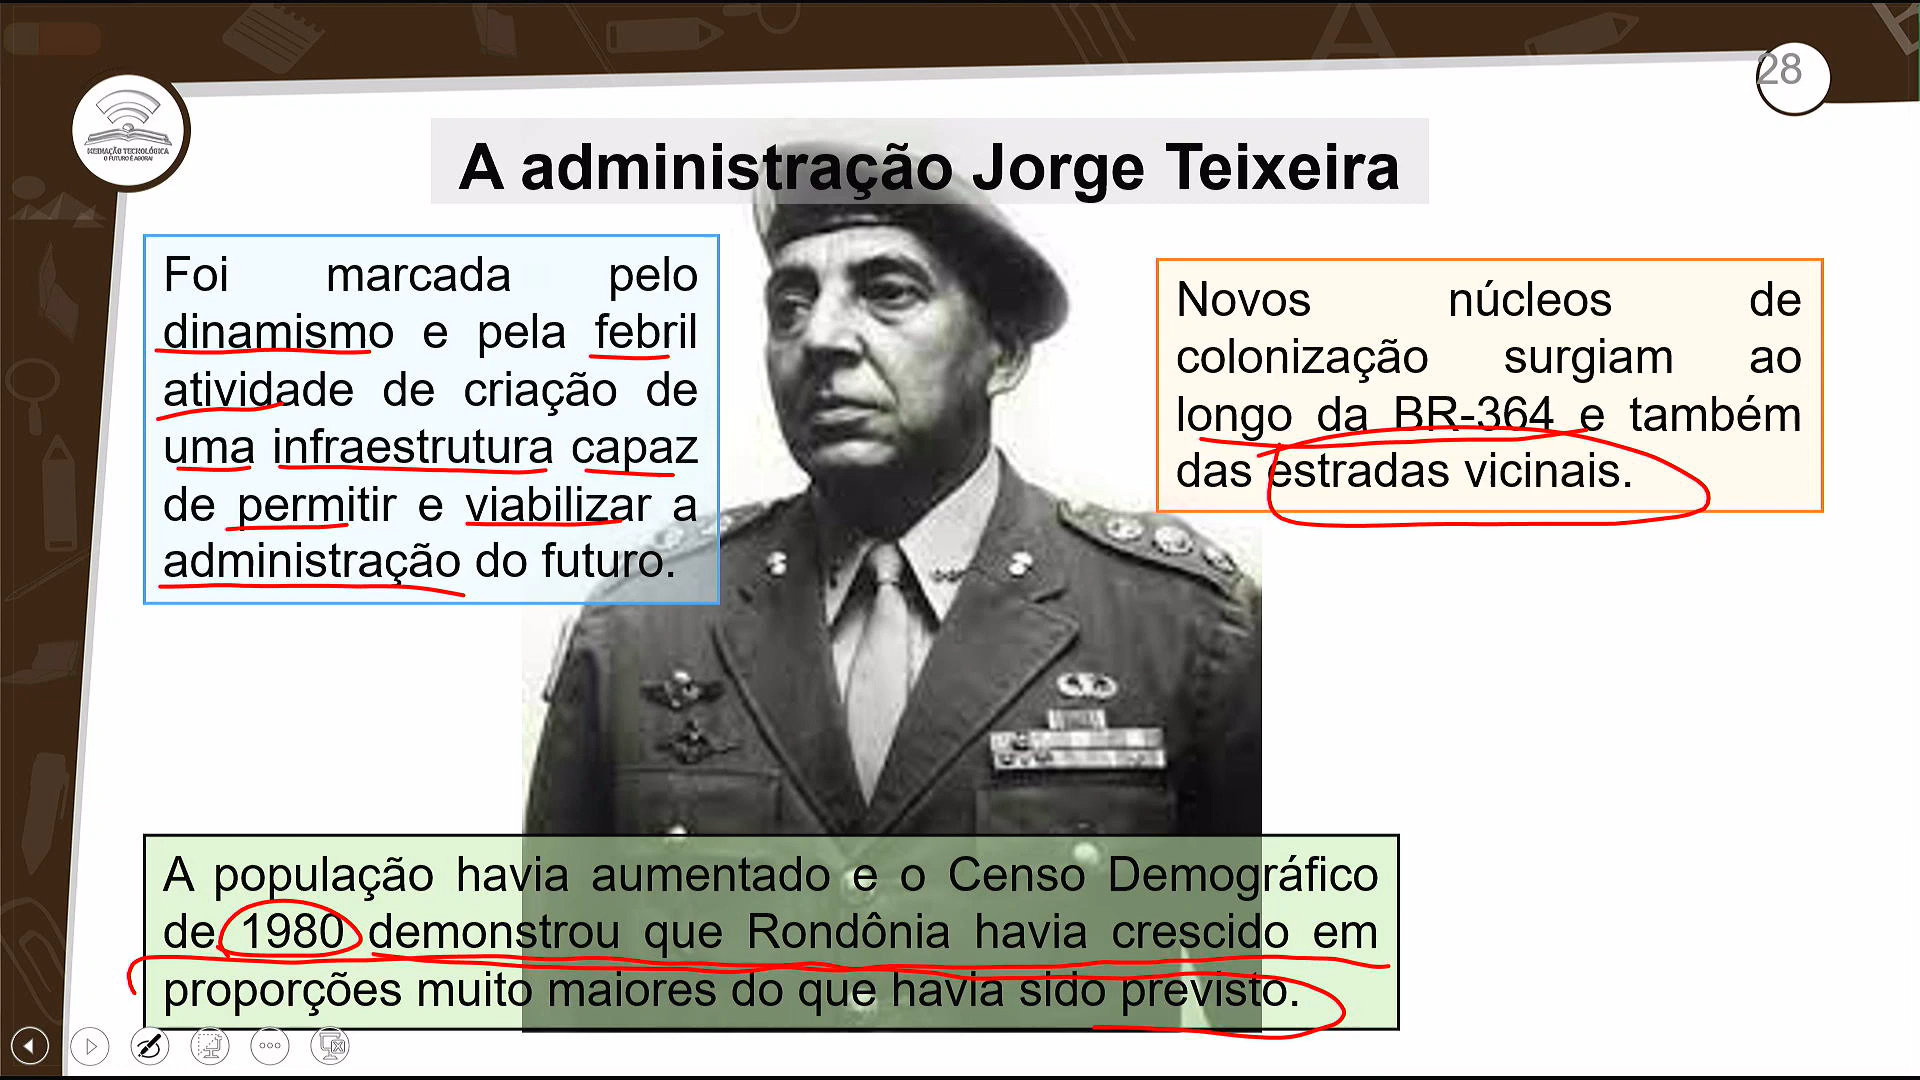 28
MEDIAÇÃO TECNOLÓGICA
O FUTURO É AGORA!
A administração Jorge Teixeira
Foi marcada pelo
dinamismo e pela febril
atividade de criação de
uma infraestrutura capaz
de permitir e viabilizar a
administração do futuro.
Novos núcleos de
colonização surgiam ao
longo da BR-364 e também
das estradas vicinais.
A população havia aumentado e o Censo Demográfico
de 1980 demonstrou que Rondônia havia crescido em
proporções muito maiores do que havia sido previsto.